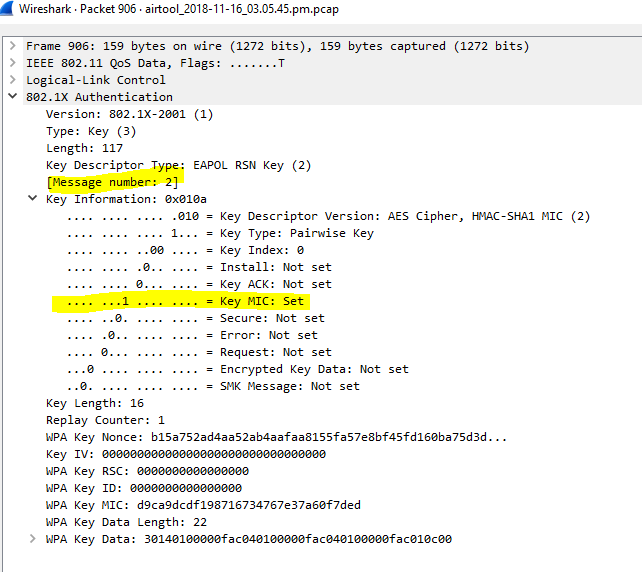 Wireshark · Packet 906 · airtool_2018-11-16_03.05.45.pm.pcap
Frame 906: 159 bytes on wire (1272 bits), 159 bytes captured (1272 bits)
IEEE 802.11 QoS Data, Flags: .......T
Logical-Link Control
802.1X Authentication
Version: 802.1X-2001 (1)
Type: Key (3)
Length: 117
Key Descriptor Type: EAPOL RSN Key (2)
[Message number: 2]
Key Information: 0x010a
.... .... .... .010 = Key Descriptor Version: AES Cipher, HMAC-SHA1 MIC (2)
.... .... .... 1... = Key Type: Pairwise Key
.... .... ..00 .... = Key Index: 0
.... .... .0.. .... = Install: Not set
.... .... 0... .... = Key ACK: Not set
.... ...1 .... .... = Key MIC: Set
.... ..0. .... .... = Secure: Not set
.... .0.. .... .... = Error: Not set
.... 0... .... .... = Request: Not set
...0 .... .... .... = Encrypted Key Data: Not set
..0. .... .... .... = SMK Message: Not set
Key Length: 16
Replay Counter: 1
WPA Key Nonce: b15a752ad4aa52ab4aafaa8155fa57e8bf45fd160ba75d3d...
Key IV: 00000000000000000000000000000000
WPA Key RSC: 0000000000000000
WPA Key ID: 0000000000000000
WPA Key MIC: d9ca9dcdf198716734767e37a60f7ded
WPA Key Data Length: 22
WPA Key Data: 30140100000fac040100000fac040100000fac010c00